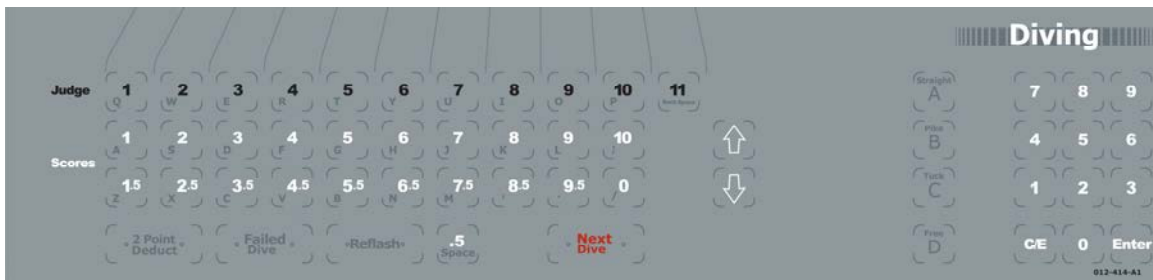 Diving
Judge 1 2 3 4 5 6 7 8 9 10 11 Straight 7 8 9
Q W E R T Y U I O P Back Space A
1 2 3 4 5 6 7 8 9 10 Pike 4 5 6
A S D F G H J K L ; B
Scores
1.5 2.5 3.5 4.5 5.5 6.5 7.5 8.5 9.5 0 Tuck 1 2 3
Z X C V B N M , . / C
2 Point Failed Reflash .5 Next Free C/E 0 Enter
Deduct Dive Space Dive D
012-414-A1